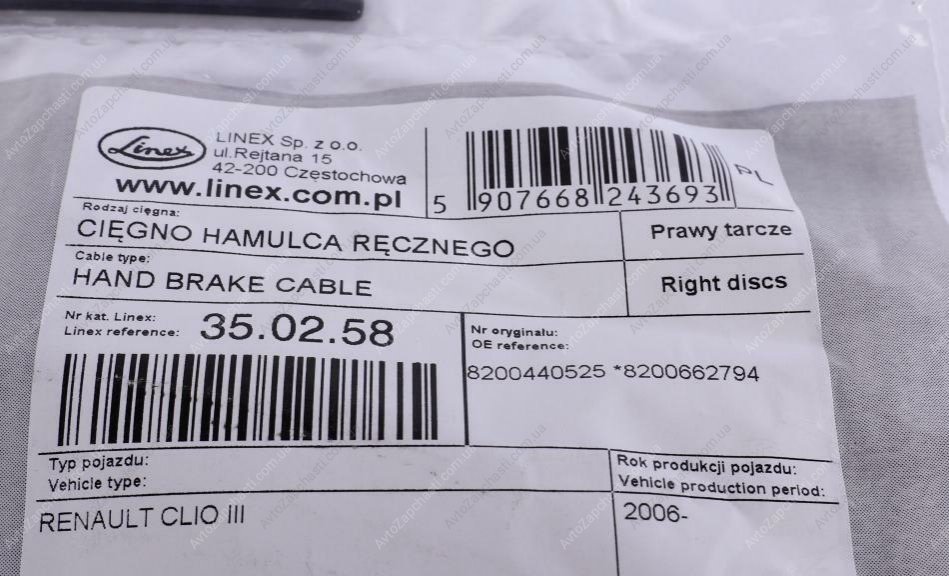 Linex
LINEX Sp. z o.o.
ul.Rejtana 15
42-200 Częstochowa
www.linex.com.pl
5 907668 243693
PL
Rodzaj cięgna:
CIĘGNO HAMULCA RĘCZNEGO
Prawy tarcze
Cable type:
HAND BRAKE CABLE
Right discs
Nr kat. Linex:
Linex reference:
35.02.58
Nr oryginału:
OE reference:
8200440525 *8200662794
Typ pojazdu:
Vehicle type:
RENAULT CLIO III
Rok produkcji pojazdu:
Vehicle production period:
2006-
AvtoZapchasti.com.ua